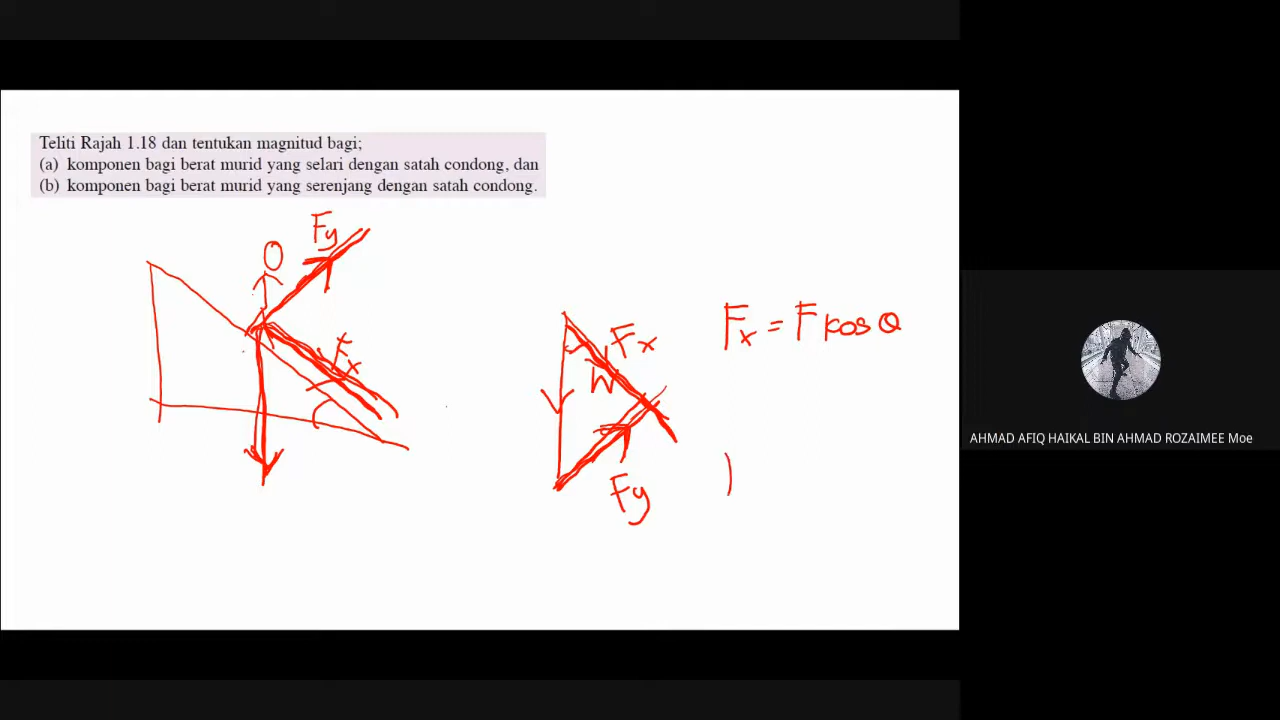 Teliti Rajah 1.18 dan tentukan magnitud bagi;
(a) komponen bagi berat murid yang selari dengan satah condong, dan
(b) komponen bagi berat murid yang serenjang dengan satah condong.
Fy
Fx
Fx
W
Fy
Fx = F kos θ
AHMAD AFIQ HAIKAL BIN AHMAD ROZAIMEE Moe